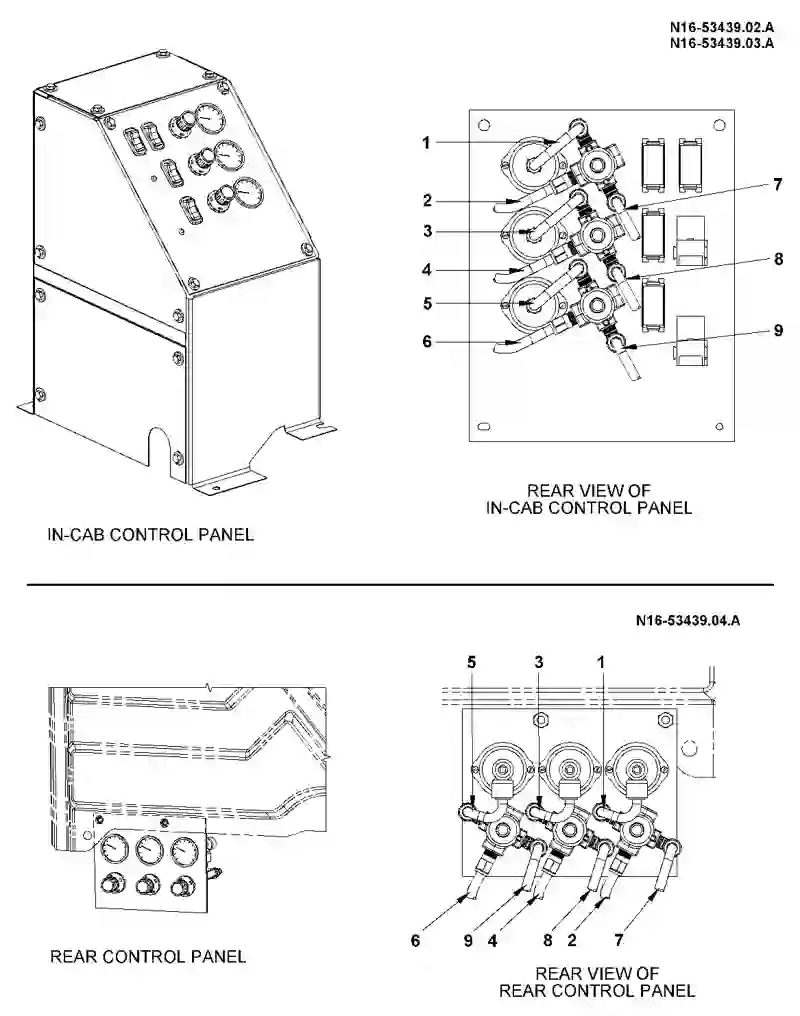 N16-53439.02.A
N16-53439.03.A
1
2
3
4
5
6
7
8
9
REAR VIEW OF
IN-CAB CONTROL PANEL
IN-CAB CONTROL PANEL
N16-53439.04.A
5 3 1
6 9 4 8 2 7
REAR CONTROL PANEL
REAR VIEW OF
REAR CONTROL PANEL